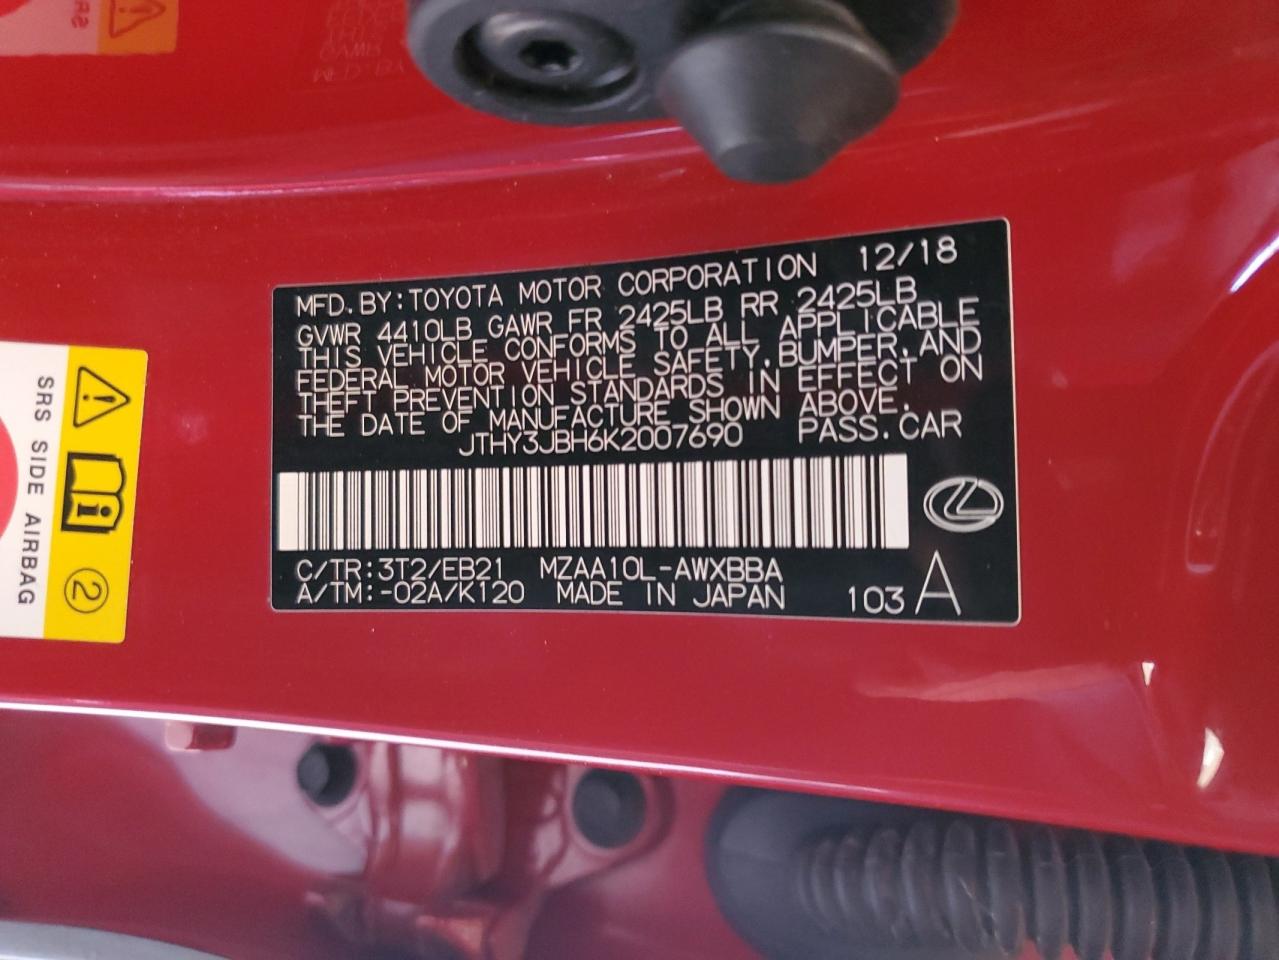 MFD.BY:TOYOTA MOTOR CORPORATION 12/18
GVWR 4410LB GAWR FR 2425LB RR 2425LB
THIS VEHICLE CONFORMS TO ALL APPLICABLE
FEDERAL MOTOR VEHICLE SAFETY,BUMPER,AND
THEFT PREVENTION STANDARDS IN EFFECT ON
THE DATE OF MANUFACTURE SHOWN ABOVE.
JTHY3JBH6K2007690 PASS.CAR
C/TR:3T2/EB21 MZAA10L-AWXBBA
A/TM:-02A/K120 MADE IN JAPAN 103 A
SRS SIDE AIRBAG
2